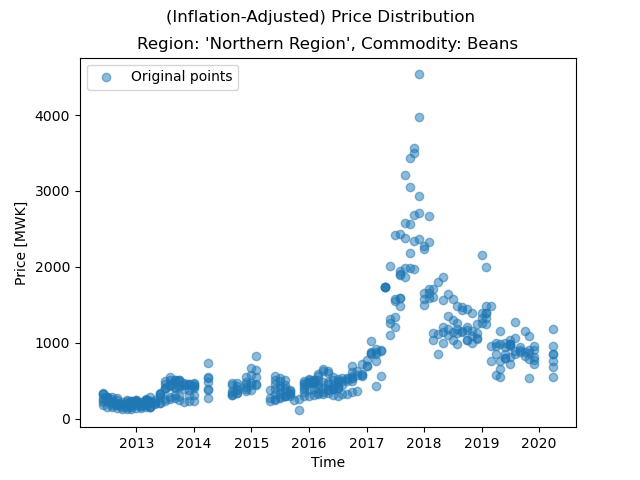 (Inflation-Adjusted) Price Distribution
Region: 'Northern Region', Commodity: Beans
Original points
4000
3000
2000
1000
0
Price [MWK]
2013 2014 2015 2016 2017 2018 2019 2020
Time